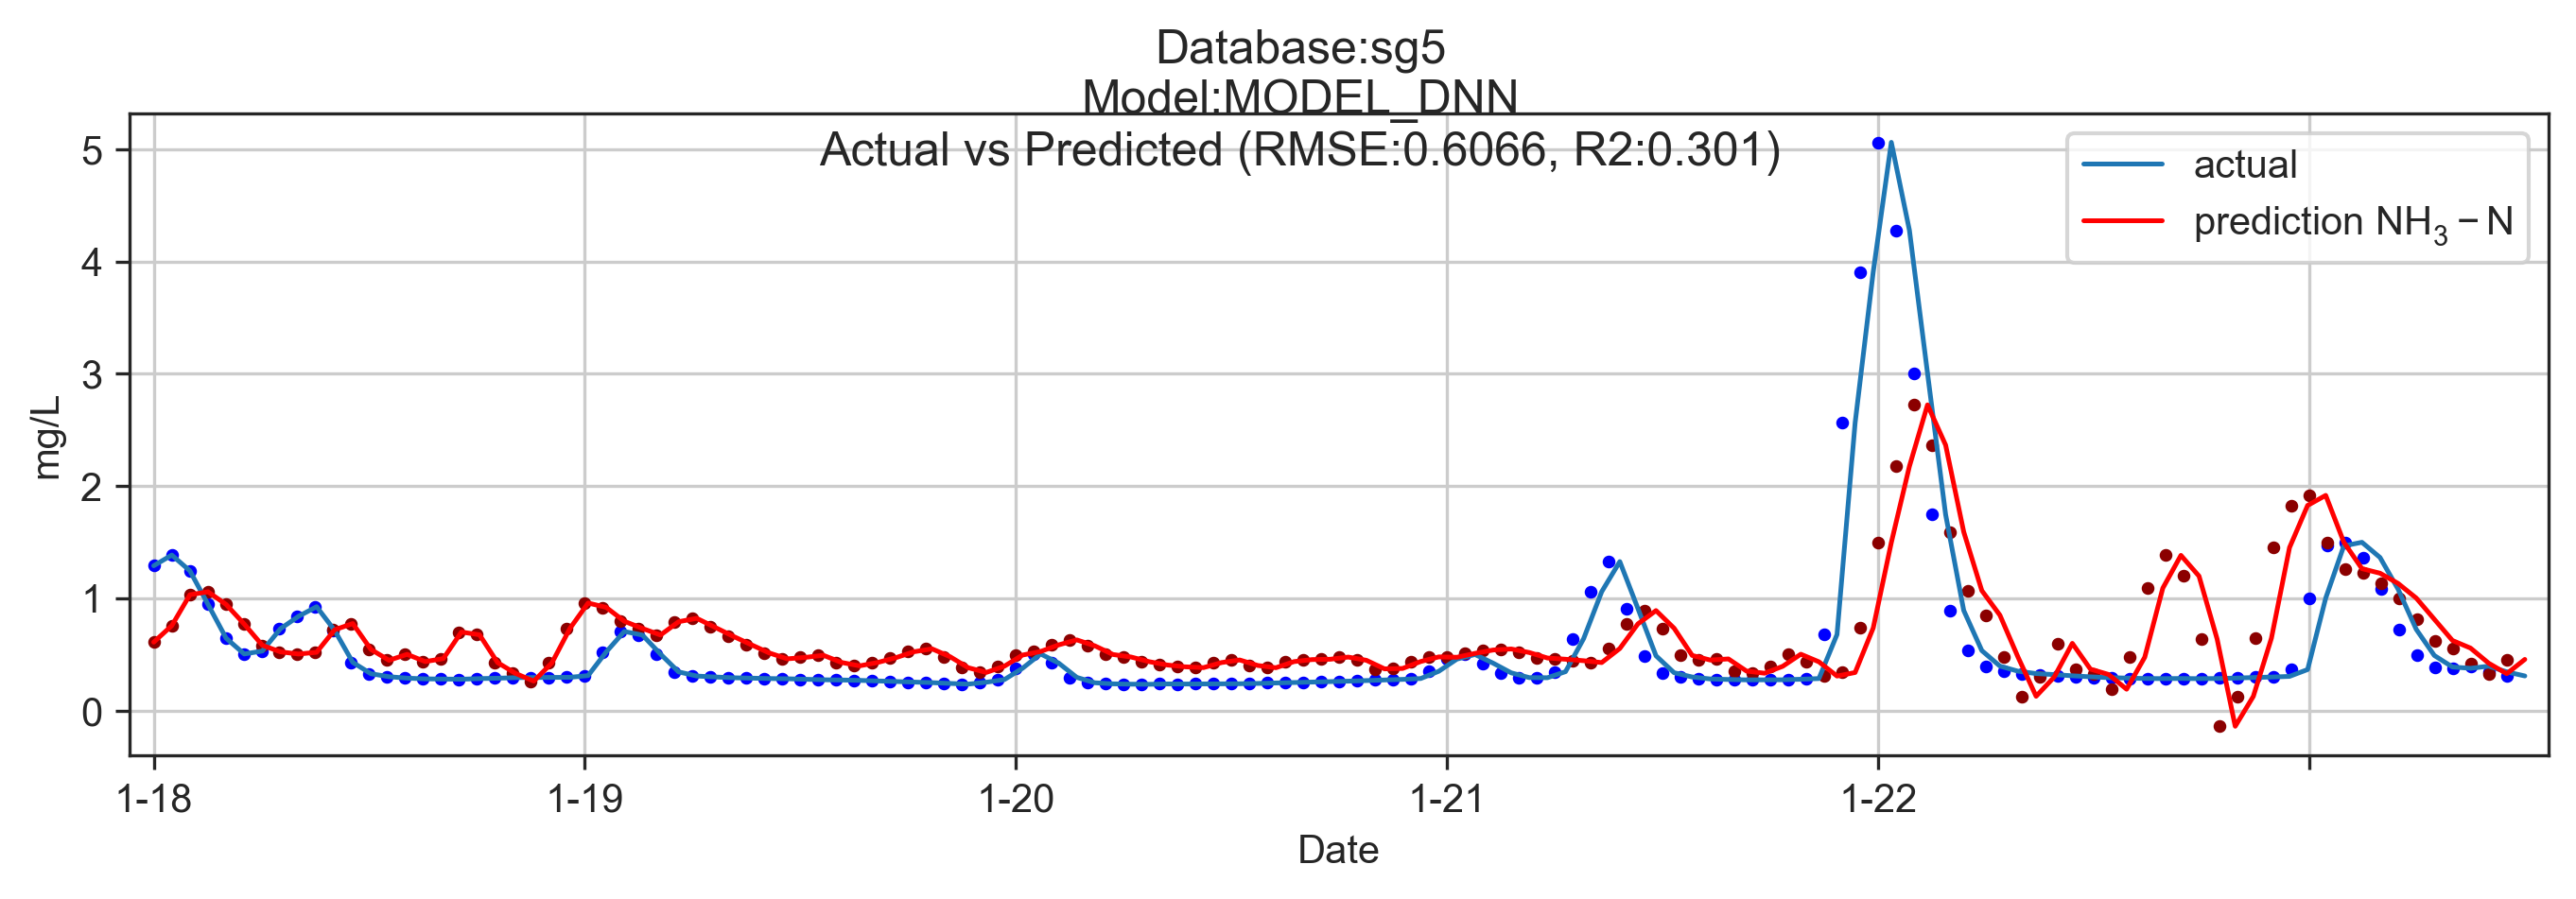 Database:sg5
Model:MODEL_DNN
Actual vs Predicted (RMSE:0.6066, R2:0.301)
actual
prediction NH₃ − N
mg/L
5
4
3
2
1
0
1-18 1-19 1-20 1-21 1-22
Date